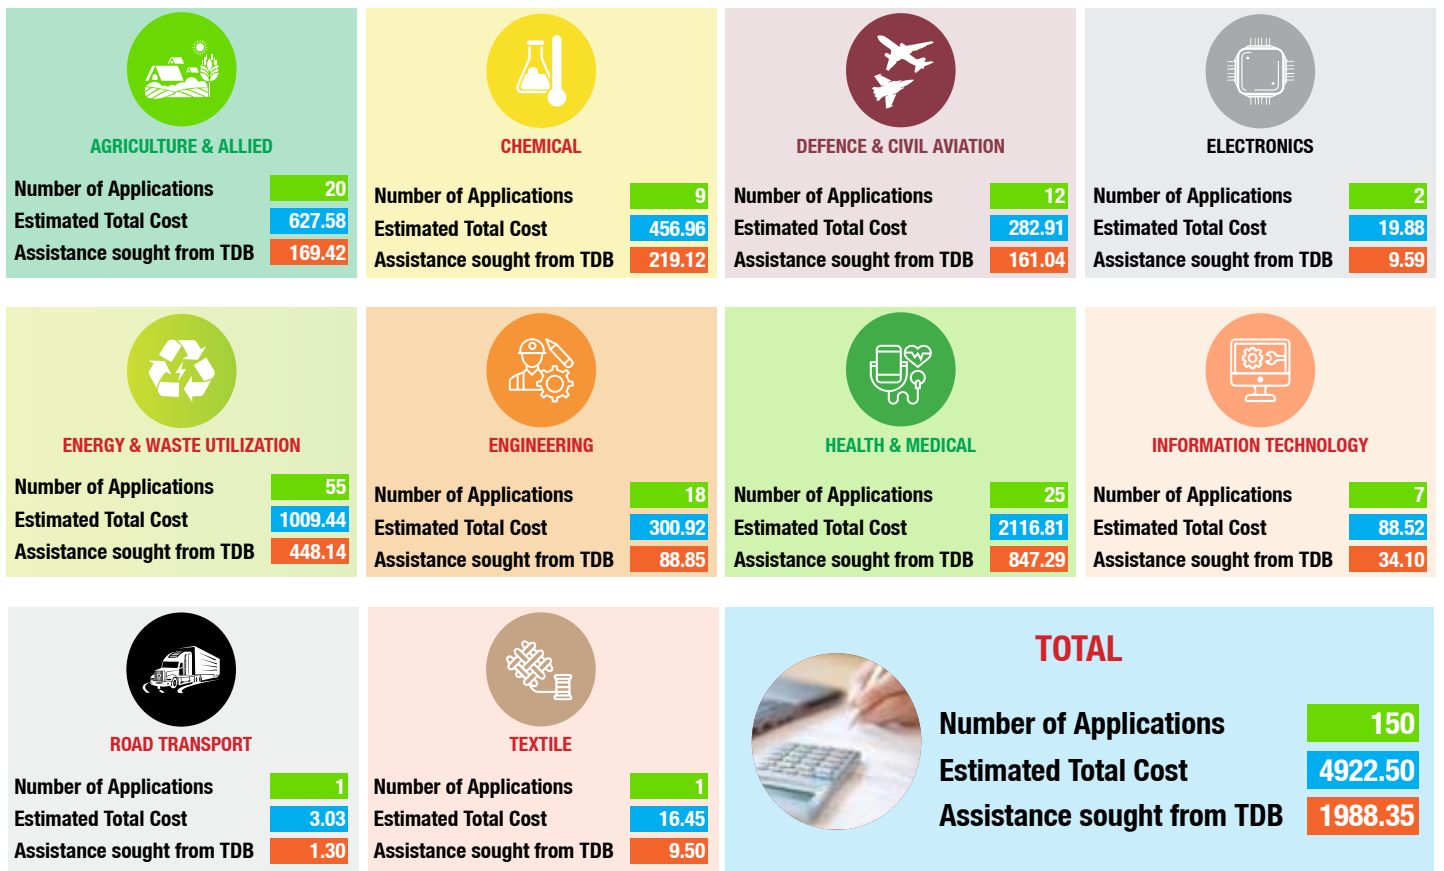 AGRICULTURE & ALLIED
Number of Applications 20
Estimated Total Cost 627.58
Assistance sought from TDB 169.42
CHEMICAL
Number of Applications 9
Estimated Total Cost 456.96
Assistance sought from TDB 219.12
DEFENCE & CIVIL AVIATION
Number of Applications 12
Estimated Total Cost 282.91
Assistance sought from TDB 161.04
ELECTRONICS
Number of Applications 2
Estimated Total Cost 19.88
Assistance sought from TDB 9.59
ENERGY & WASTE UTILIZATION
Number of Applications 55
Estimated Total Cost 1009.44
Assistance sought from TDB 448.14
ENGINEERING
Number of Applications 18
Estimated Total Cost 300.92
Assistance sought from TDB 88.85
HEALTH & MEDICAL
Number of Applications 25
Estimated Total Cost 2116.81
Assistance sought from TDB 847.29
INFORMATION TECHNOLOGY
Number of Applications 7
Estimated Total Cost 88.52
Assistance sought from TDB 34.10
ROAD TRANSPORT
Number of Applications 1
Estimated Total Cost 3.03
Assistance sought from TDB 1.30
TEXTILE
Number of Applications 1
Estimated Total Cost 16.45
Assistance sought from TDB 9.50
TOTAL
Number of Applications 150
Estimated Total Cost 4922.50
Assistance sought from TDB 1988.35